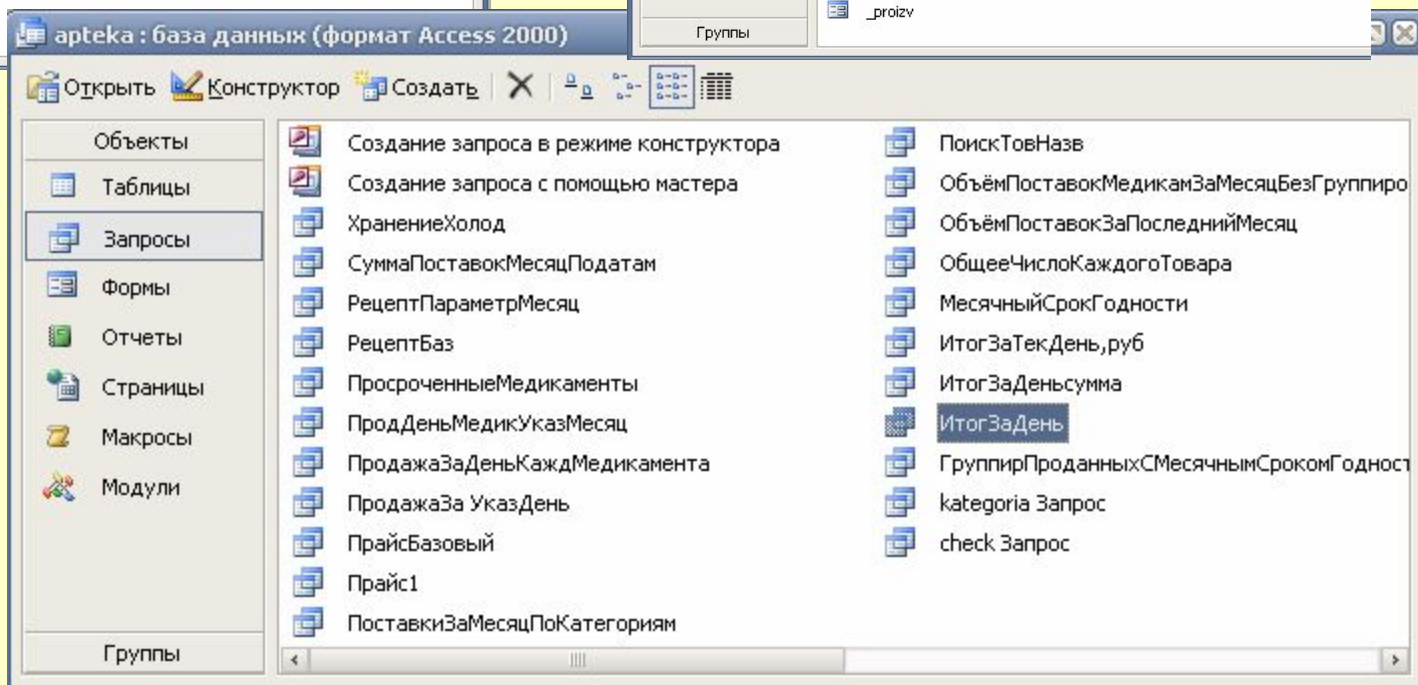 _proizv
Группы
apteka : база данных (формат Access 2000)
Открыть Конструктор Создать
Объекты
Таблицы
Запросы
Формы
Отчеты
Страницы
Макросы
Модули
Группы
Создание запроса в режиме конструктора
Создание запроса с помощью мастера
ХранениеХолод
СуммаПоставокМесяцПодатам
РецептПараметрМесяц
РецептБаз
ПросроченныеМедикаменты
ПродДеньМедикУказМесяц
ПродажаЗаДеньКаждМедикамента
ПродажаЗа УказДень
ПрайсБазовый
Прайс1
ПоставкиЗаМесяцПоКатегориям
ПоискТовНазв
ОбъёмПоставокМедикамЗаМесяцБезГруппиро
ОбъёмПоставокЗаПоследнийМесяц
ОбщееЧислоКаждогоТовара
МесячныйСрокГодности
ИтогЗаТекДень,руб
ИтогЗаДеньсумма
ИтогЗаДень
ГруппирПроданныхСМесячнымСрокомГодност
kategoria Запрос
check Запрос